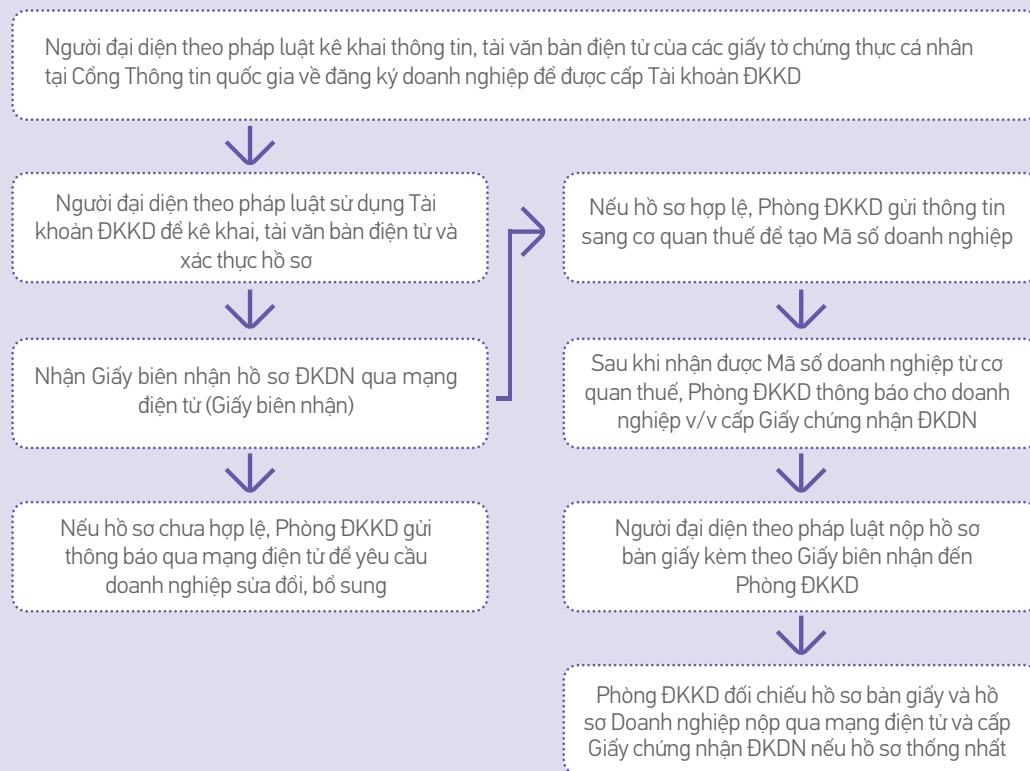 Người đại diện theo pháp luật kê khai thông tin, tải văn bản điện tử của các giấy tờ chứng thực cá nhân
tại Cổng Thông tin quốc gia về đăng ký doanh nghiệp để được cấp Tài khoản ĐKKD
Người đại diện theo pháp luật sử dụng Tài
khoản ĐKKD để kê khai, tải văn bản điện tử và
xác thực hồ sơ
Nhận Giấy biên nhận hồ sơ ĐKDN qua mạng
điện tử (Giấy biên nhận)
Nếu hồ sơ chưa hợp lệ, Phòng ĐKKD gửi
thông báo qua mạng điện tử để yêu cầu
doanh nghiệp sửa đổi, bổ sung
Nếu hồ sơ hợp lệ, Phòng ĐKKD gửi thông tin
sang cơ quan thuế để tạo Mã số doanh nghiệp
Sau khi nhận được Mã số doanh nghiệp từ cơ
quan thuế, Phòng ĐKKD thông báo cho doanh
nghiệp v/v cấp Giấy chứng nhận ĐKDN
Người đại diện theo pháp luật nộp hồ sơ
bản giấy kèm theo Giấy biên nhận đến
Phòng ĐKKD
Phòng ĐKKD đối chiếu hồ sơ bản giấy và hồ
sơ Doanh nghiệp nộp qua mạng điện tử và cấp
Giấy chứng nhận ĐKDN nếu hồ sơ thống nhất